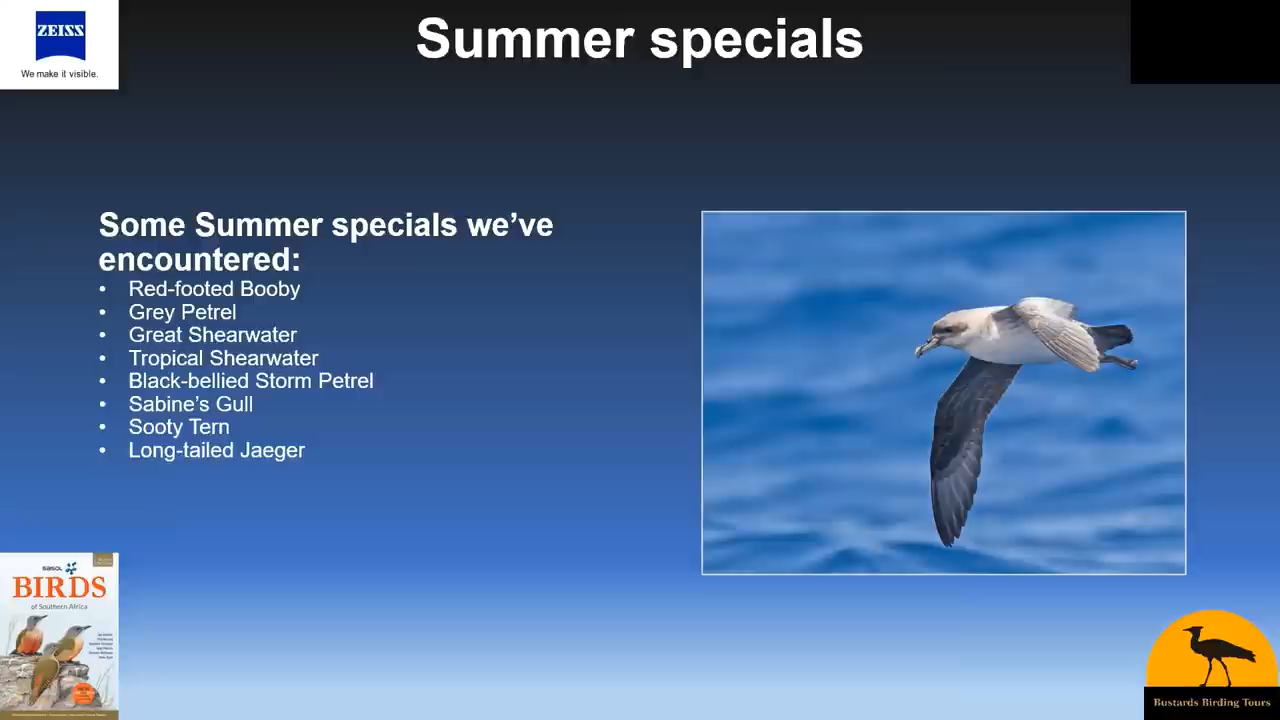 ZEISS
We make it visible.
Summer specials
Some Summer specials we’ve
encountered:
• Red-footed Booby
• Grey Petrel
• Great Shearwater
• Tropical Shearwater
• Black-bellied Storm Petrel
• Sabine’s Gull
• Sooty Tern
• Long-tailed Jaeger
sasol
BIRDS
of Southern Africa
Bustards Birding Tours